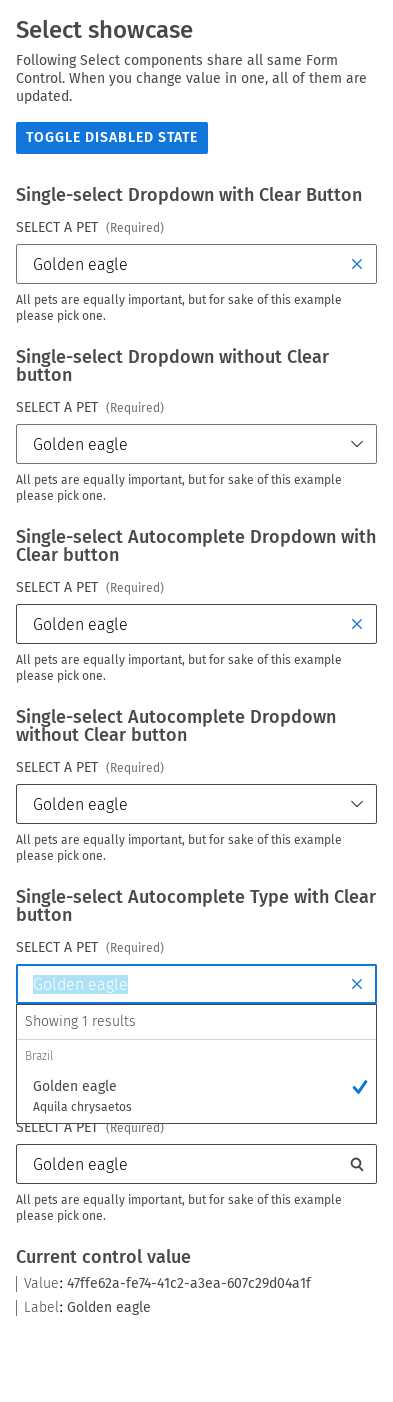 Select showcase
Following Select components share all same Form
Control. When you change value in one, all of them are
updated.
TOGGLE DISABLED STATE
Single-select Dropdown with Clear Button
SELECT A PET (Required)
Golden eagle
All pets are equally important, but for sake of this example
please pick one.
Single-select Dropdown without Clear
button
SELECT A PET (Required)
Golden eagle
All pets are equally important, but for sake of this example
please pick one.
Single-select Autocomplete Dropdown with
Clear button
SELECT A PET (Required)
Golden eagle
All pets are equally important, but for sake of this example
please pick one.
Single-select Autocomplete Dropdown
without Clear button
SELECT A PET (Required)
Golden eagle
All pets are equally important, but for sake of this example
please pick one.
Single-select Autocomplete Type with Clear
button
SELECT A PET (Required)
Golden eagle
Showing 1 results
Brazil
Golden eagle
Aquila chrysaetos
SELECT A PET (Required)
Golden eagle
All pets are equally important, but for sake of this example
please pick one.
Current control value
Value: 47ffe62a-fe74-41c2-a3ea-607c29d04a1f
Label: Golden eagle